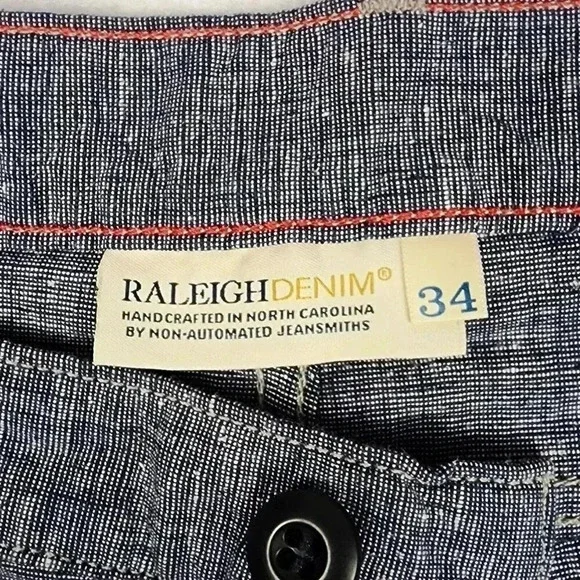 RALEIGHDENIM®
HANDCRAFTED IN NORTH CAROLINA
BY NON-AUTOMATED JEANSMITHS
34